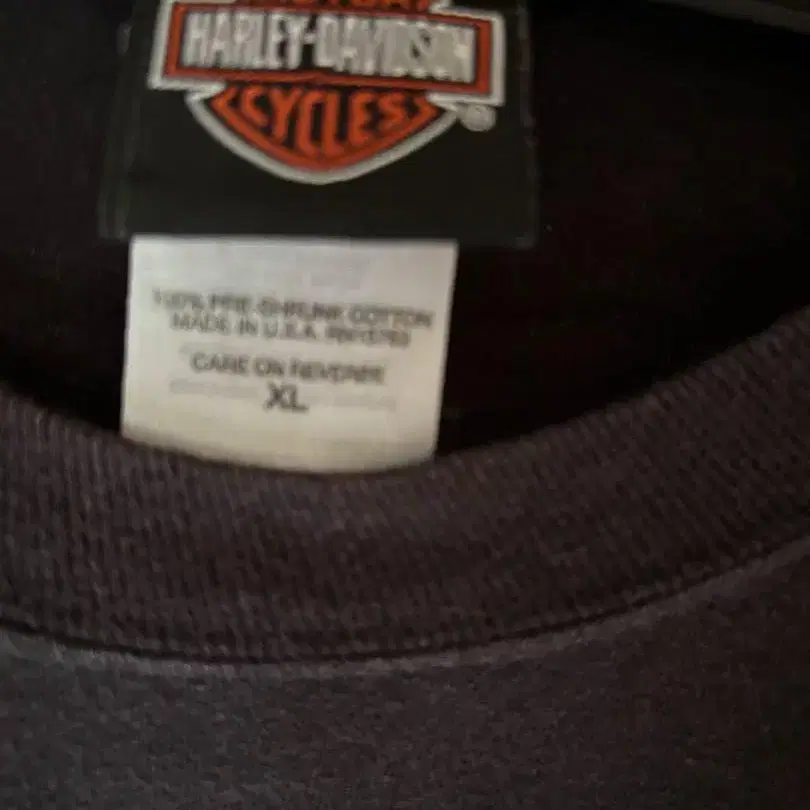 HARLEY-DAVIDSON
CYCLES
®
100% PRE-SHRUNK COTTON
MADE IN U.S.A.
CARE ON REVERSE
XL